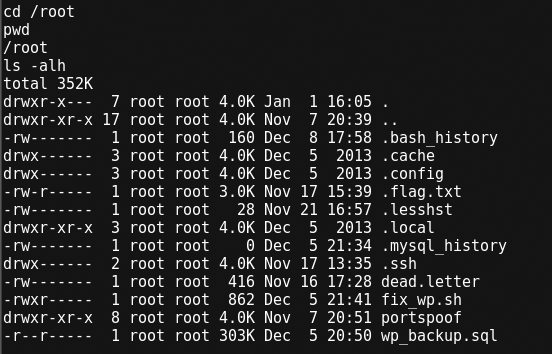 cd /root
pwd
/root
ls -alh
total 352K
drwxr-x---  7 root root 4.0K Jan  1 16:05 .
drwxr-xr-x 17 root root 4.0K Nov  7 20:39 ..
-rw-------  1 root root  160 Dec  8 17:58 .bash_history
drwx------  3 root root 4.0K Dec  5  2013 .cache
drwx------  3 root root 4.0K Dec  5  2013 .config
-rw-r-----  1 root root 3.0K Nov 17 15:39 .flag.txt
-rw-------  1 root root   28 Nov 21 16:57 .lesshst
drwxr-xr-x  3 root root 4.0K Dec  5  2013 .local
-rw-------  1 root root    0 Dec  5 21:34 .mysql_history
drwx------  2 root root 4.0K Nov 17 13:35 .ssh
-rw-------  1 root root  416 Nov 16 17:28 dead.letter
-rwxr-----  1 root root  862 Dec  5 21:41 fix_wp.sh
drwxr-xr-x  8 root root 4.0K Nov  7 20:51 portspoof
-r--r-----  1 root root 303K Dec  5 20:50 wp_backup.sql